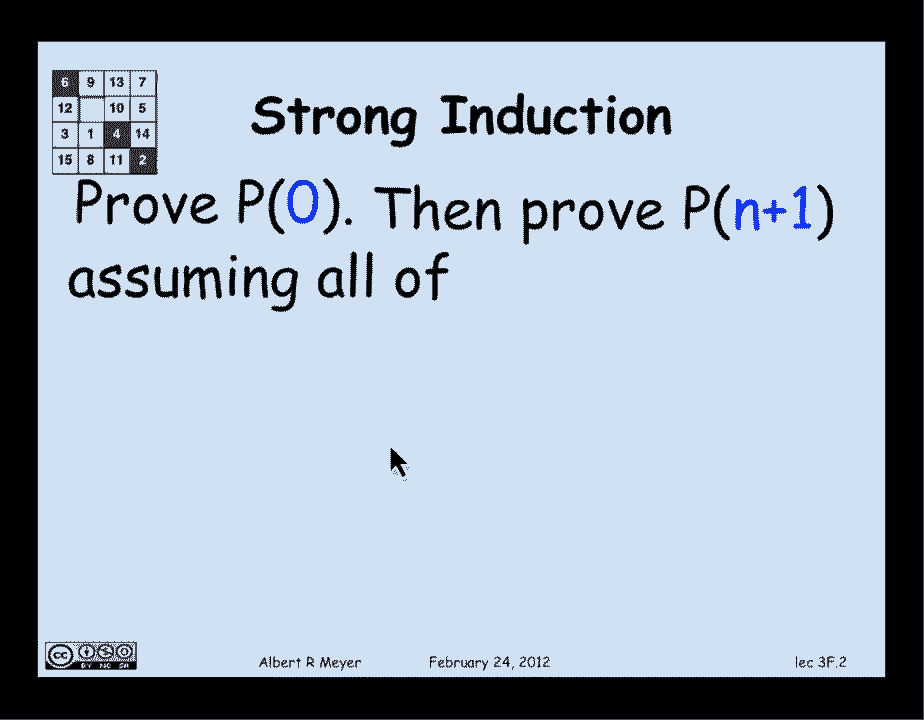 6 9 13 7
12 10 5
3 1 4 14
15 8 11 2
Strong Induction
Prove P(0). Then prove P(n+1)
assuming all of
cc BY NC SA
Albert R Meyer February 24, 2012 lec 3F.2